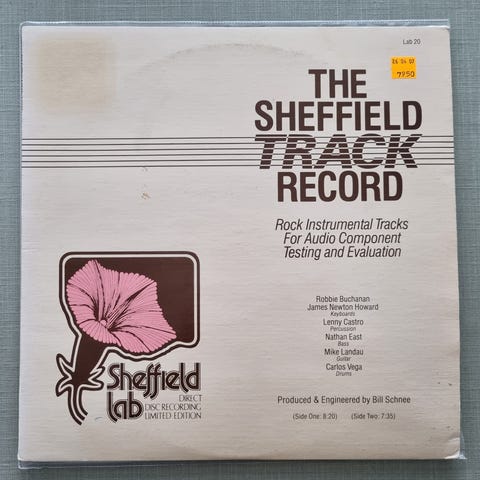 Lab 20
26 04 07
7950
THE
SHEFFIELD
TRACK
RECORD
Rock Instrumental Tracks
For Audio Component
Testing and Evaluation
Robbie Buchanan
James Newton Howard
Keyboards
Lenny Castro
Percussion
Nathan East
Bass
Mike Landau
Guitar
Carlos Vega
Drums
Produced & Engineered by Bill Schnee
(Side One: 8:20) (Side Two: 7:35)
Sheffield
Lab
DIRECT
DISC RECORDING
LIMITED EDITION